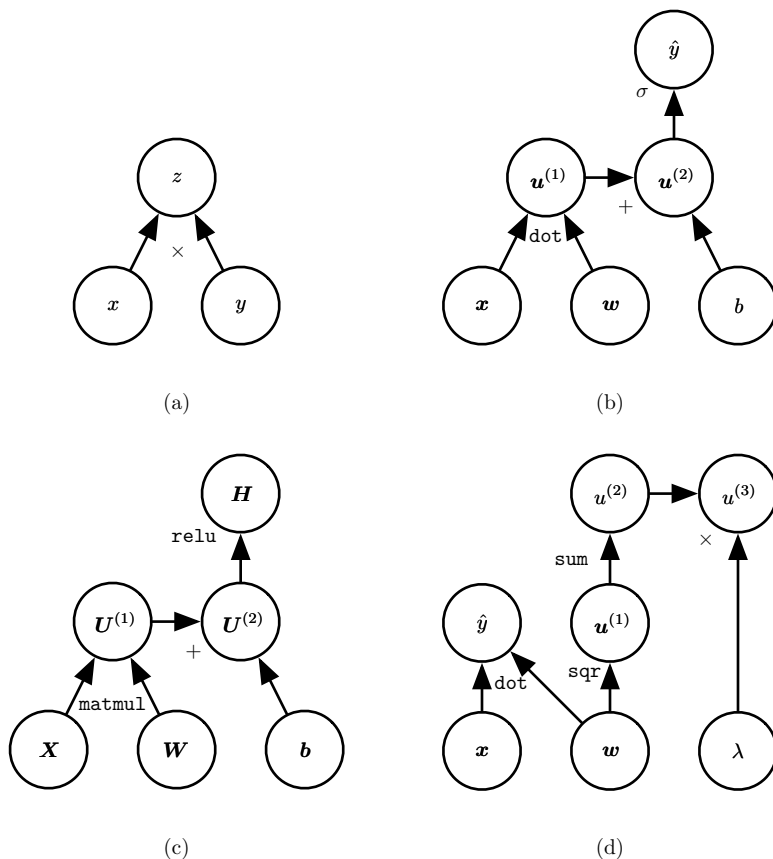 ŷ
σ
z
u^(1) u^(2)
+
dot
×
x y
x w b
(a) (b)
H u^(2) u^(3)
relu ×
sum
U^(1) U^(2) ŷ u^(1)
+
sqr
dot
matmul
X W b x w λ
(c) (d)